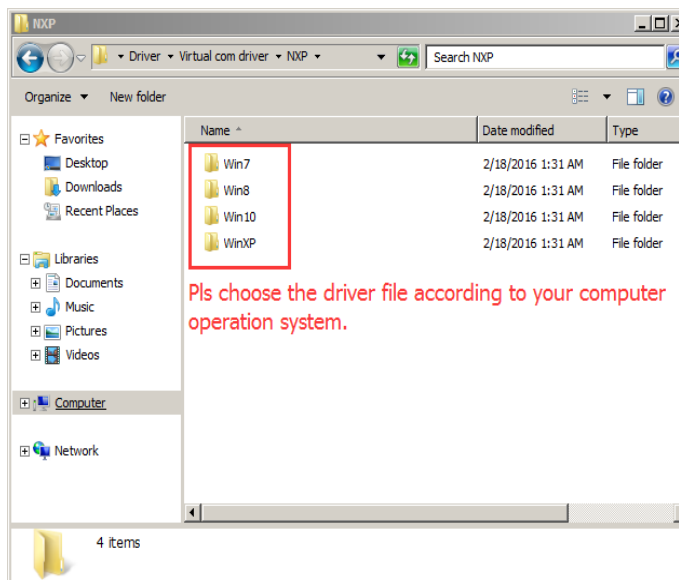 NXP
Driver Virtual com driver NXP
Search NXP
Organize New folder
Name Date modified Type
Favorites
Desktop
Downloads
Recent Places
Libraries
Documents
Music
Pictures
Videos
Computer
Network
Win7 2/18/2016 1:31 AM File folder
Win8 2/18/2016 1:31 AM File folder
Win10 2/18/2016 1:31 AM File folder
WinXP 2/18/2016 1:31 AM File folder
Pls choose the driver file according to your computer
operation system.
4 items